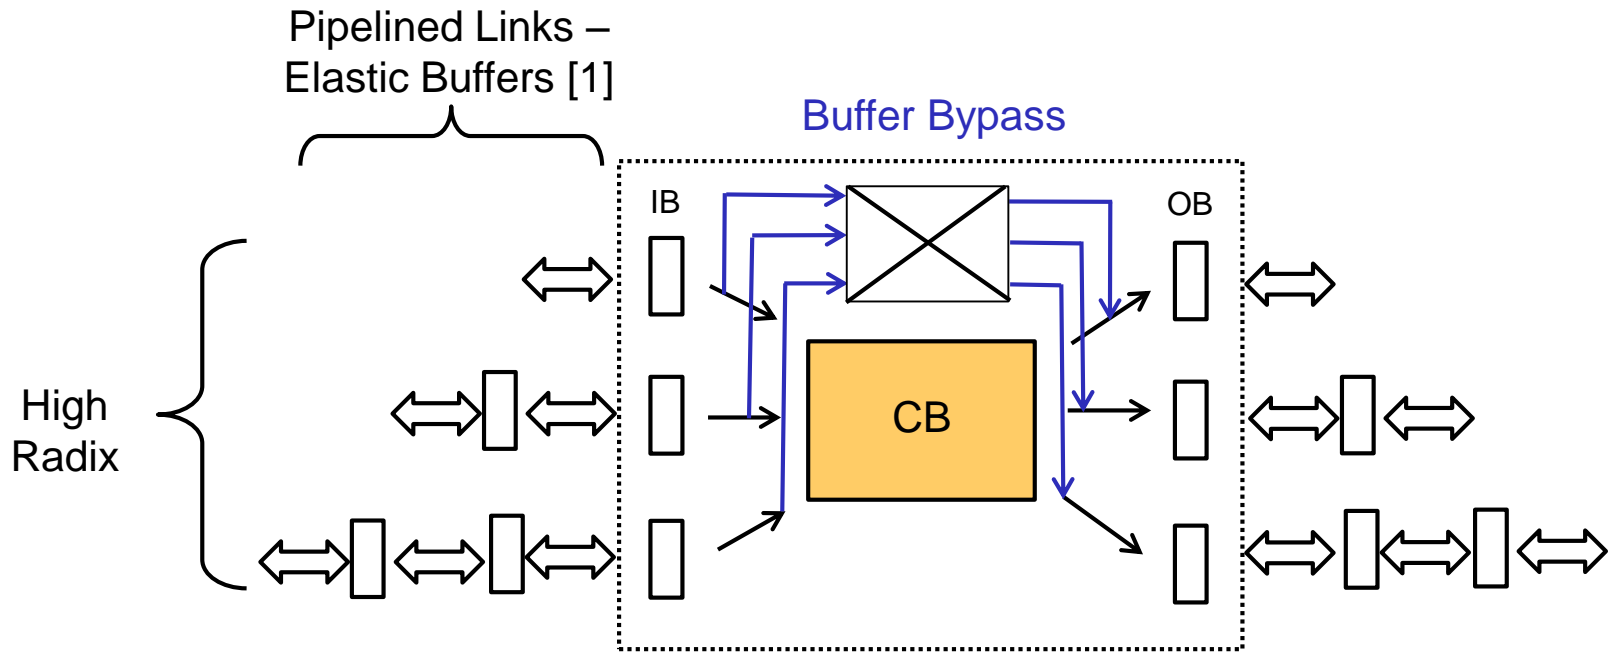 Pipelined Links –
Elastic Buffers [1]
Buffer Bypass
IB
OB
High
Radix
CB